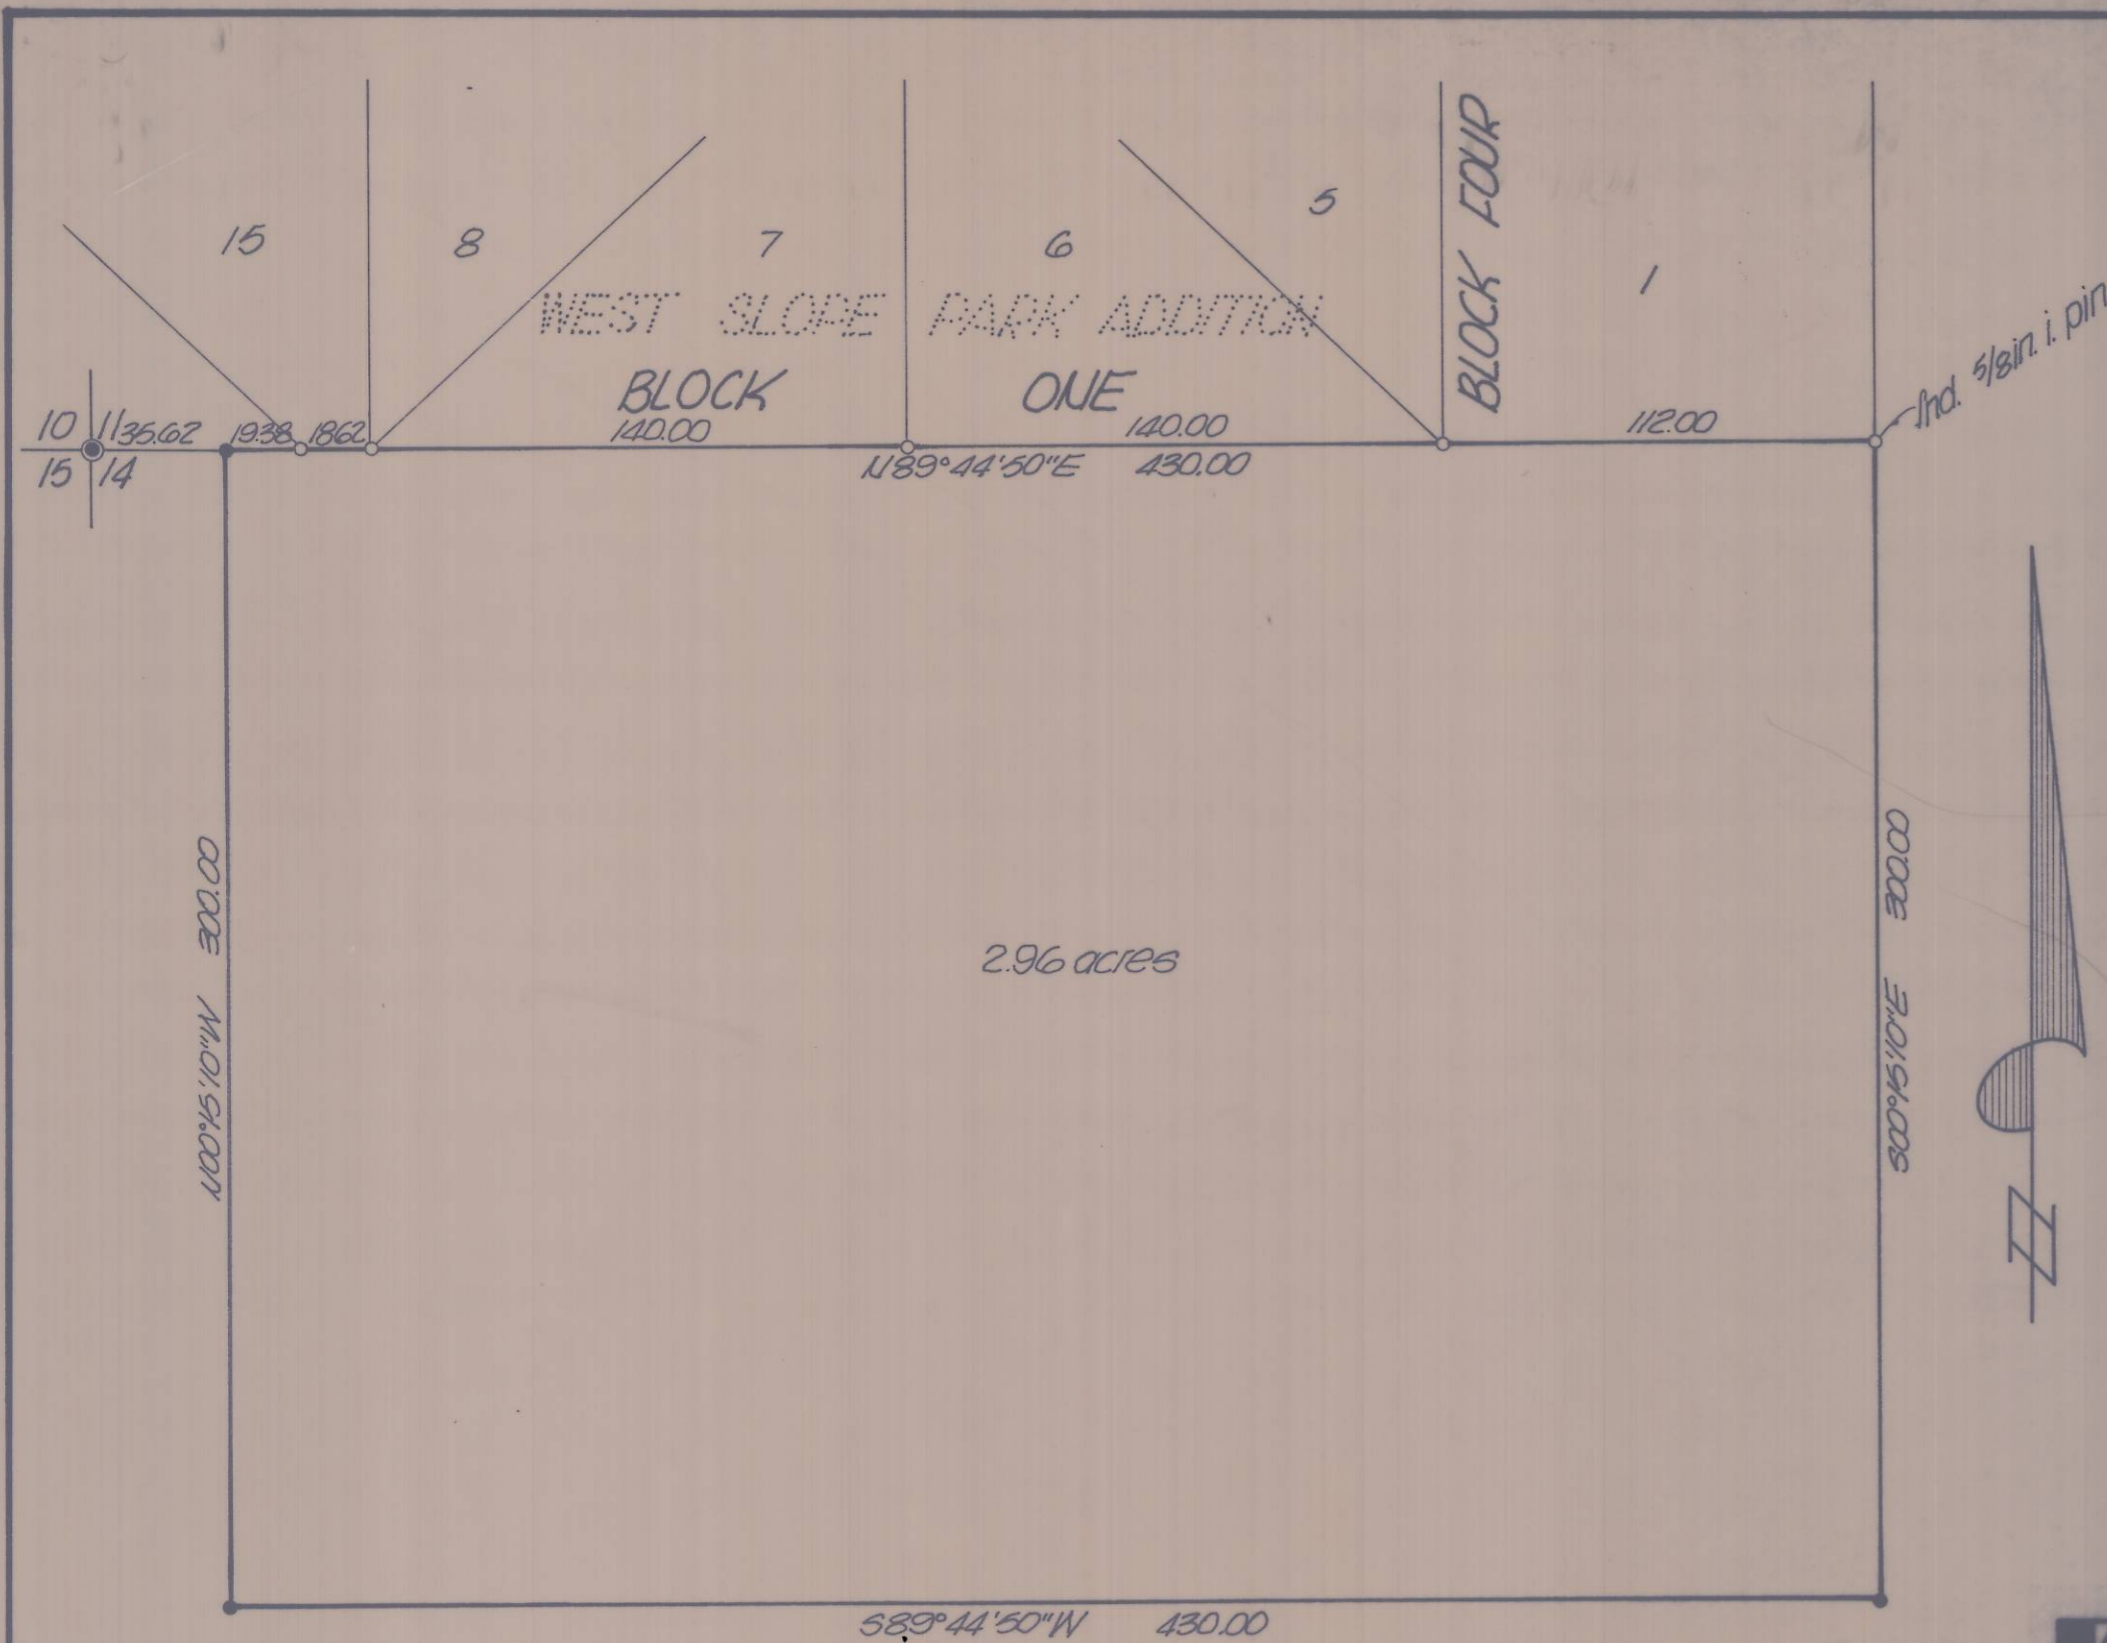 15
8
7
6
5
1
BLOCK FOUR
WEST SLOPE PARK ADDITION
BLOCK ONE
fnd. 5/8in. i. pin
10 11
15 14
35.62
19.38
18.62
140.00
140.00
112.00
N89°44'50"E 430.00
N00°15'10"W 300.00
S00°15'10"E 300.00
2.96 acres
N
S89°44'50"W 430.00